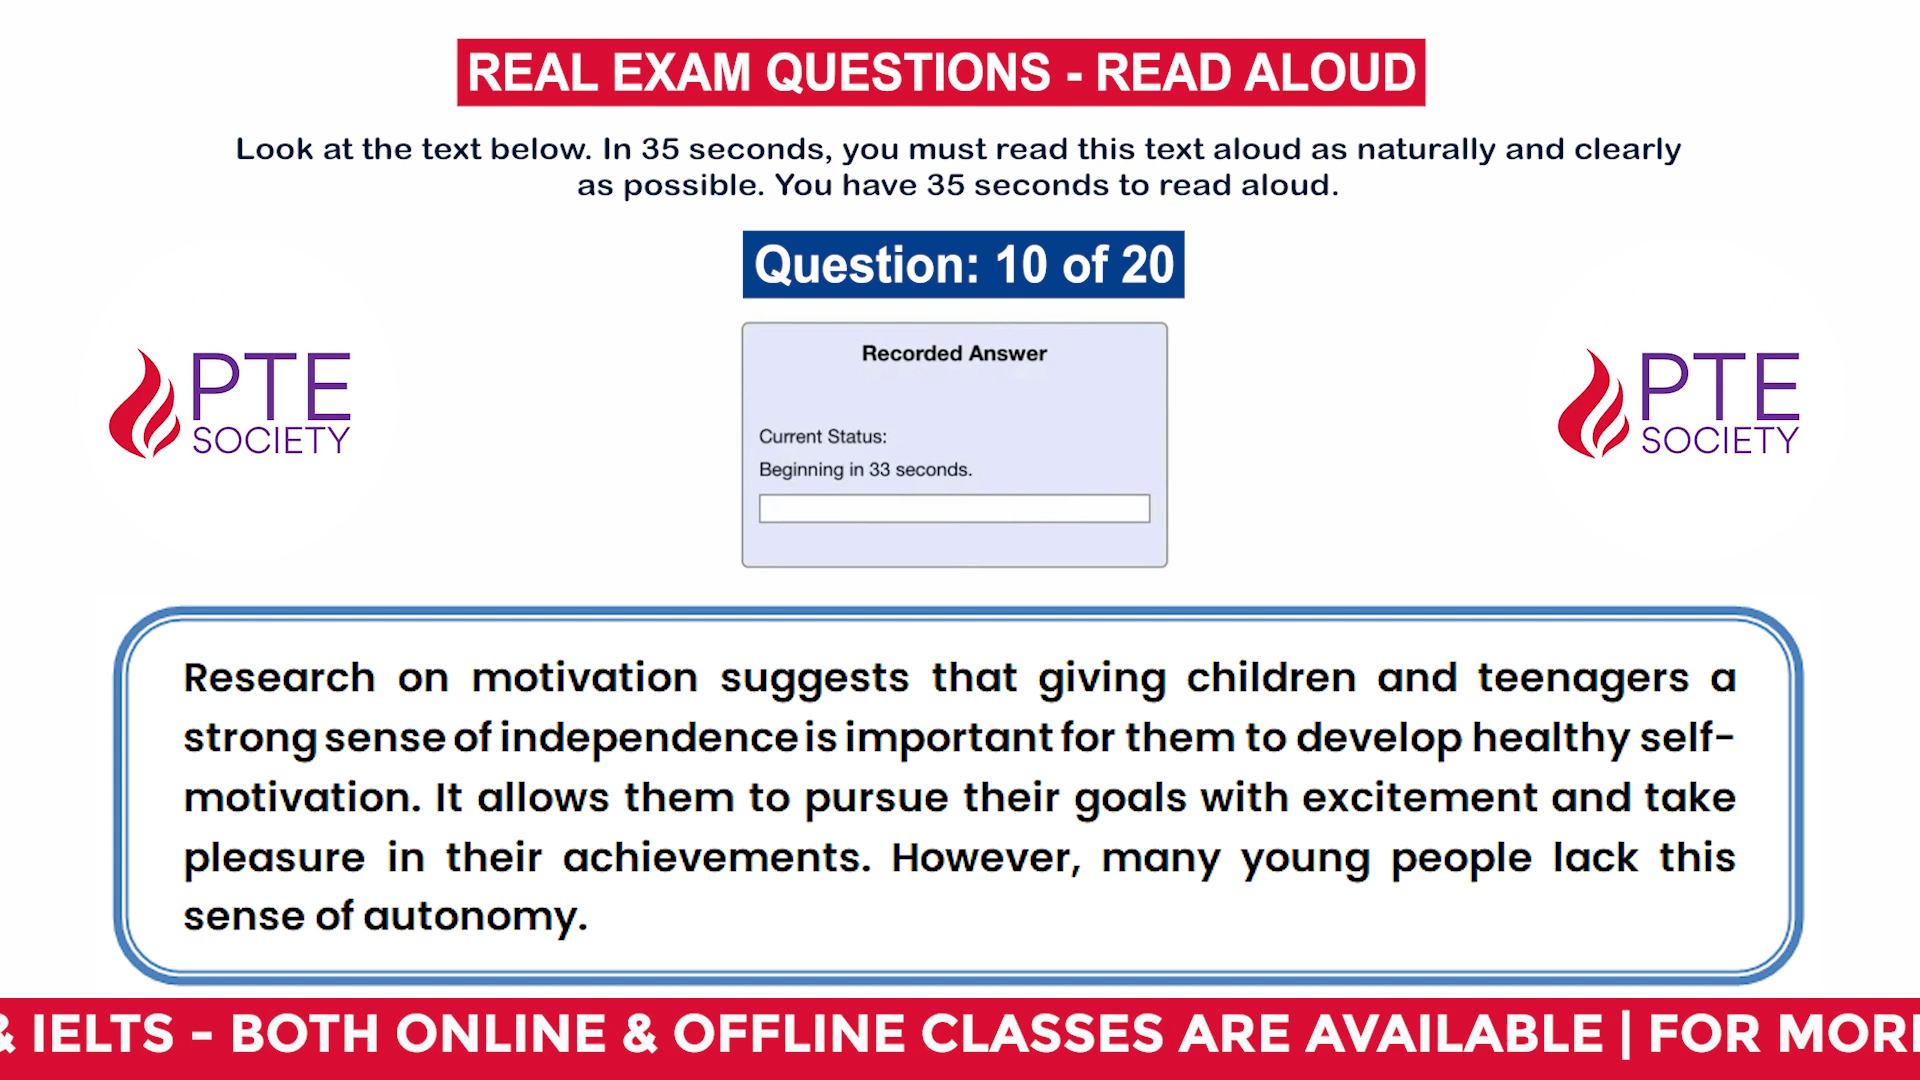 REAL EXAM QUESTIONS - READ ALOUD
Look at the text below. In 35 seconds, you must read this text aloud as naturally and clearly
as possible. You have 35 seconds to read aloud.
Question: 10 of 20
PTE
SOCIETY
Recorded Answer
Current Status:
Beginning in 33 seconds.
PTE
SOCIETY
Research on motivation suggests that giving children and teenagers a
strong sense of independence is important for them to develop healthy self-
motivation. It allows them to pursue their goals with excitement and take
pleasure in their achievements. However, many young people lack this
sense of autonomy.
& IELTS - BOTH ONLINE & OFFLINE CLASSES ARE AVAILABLE | FOR MOR